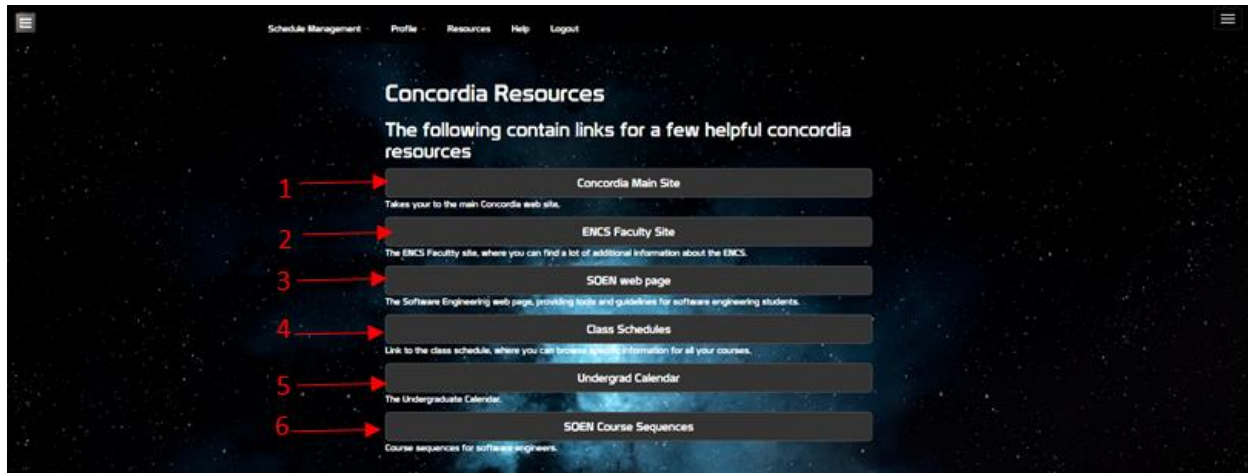 Schedule Management Profile Resources Help Logout
Concordia Resources
The following contain links for a few helpful concordia
resources
1 Concordia Main Site
Takes your to the main Concordia web site.
2 ENCS Faculty Site
The ENCS Facultty site, where you can find a lot of additional information about the ENCS.
3 SOEN web page
The Software Engineering web page, providing tools and guidelines for software engineering students.
4 Class Schedules
Link to the class schedule, where you can browse specific information for all your courses.
5 Undergrad Calendar
The Undergraduate Calendar.
6 SOEN Course Sequences
Course sequences for software engineers.